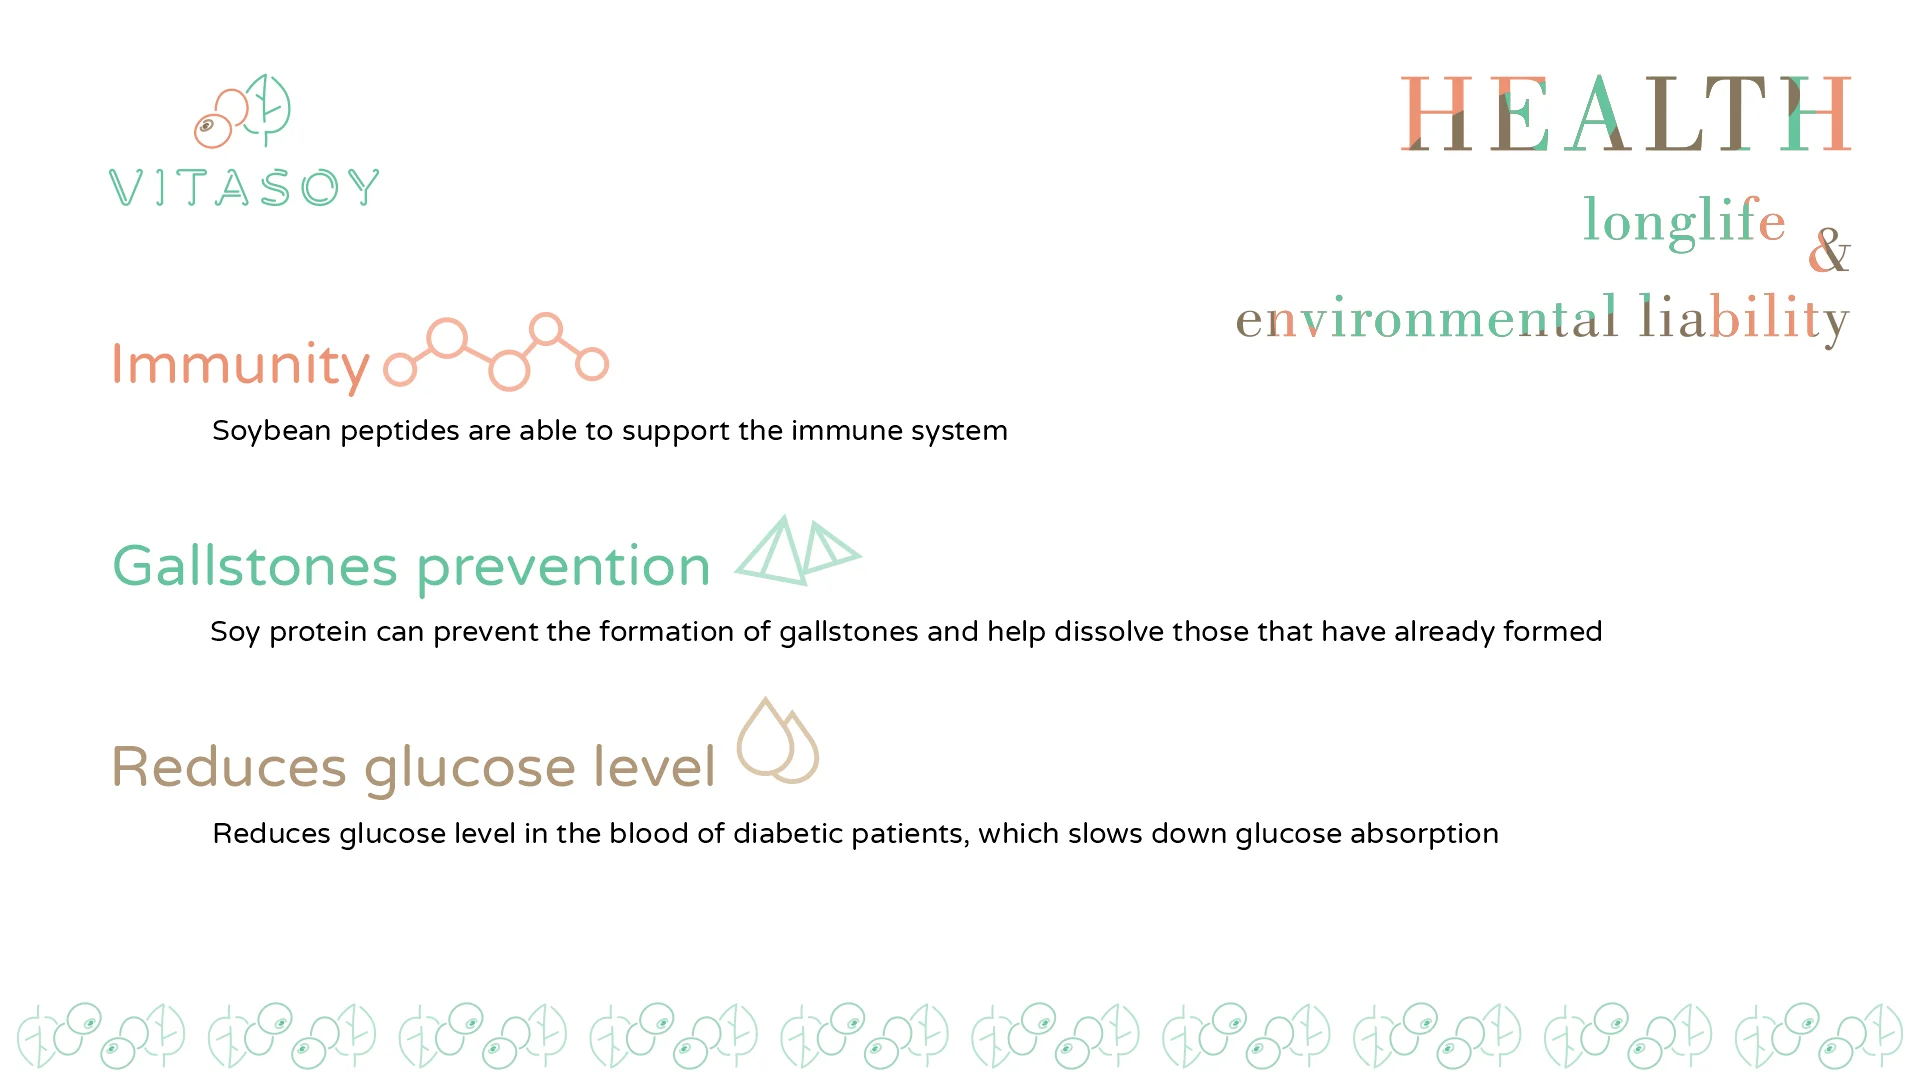 VITASOY
HEALTH
longlife &
environmental liability
Immunity
Soybean peptides are able to support the immune system
Gallstones prevention
Soy protein can prevent the formation of gallstones and help dissolve those that have already formed
Reduces glucose level
Reduces glucose level in the blood of diabetic patients, which slows down glucose absorption